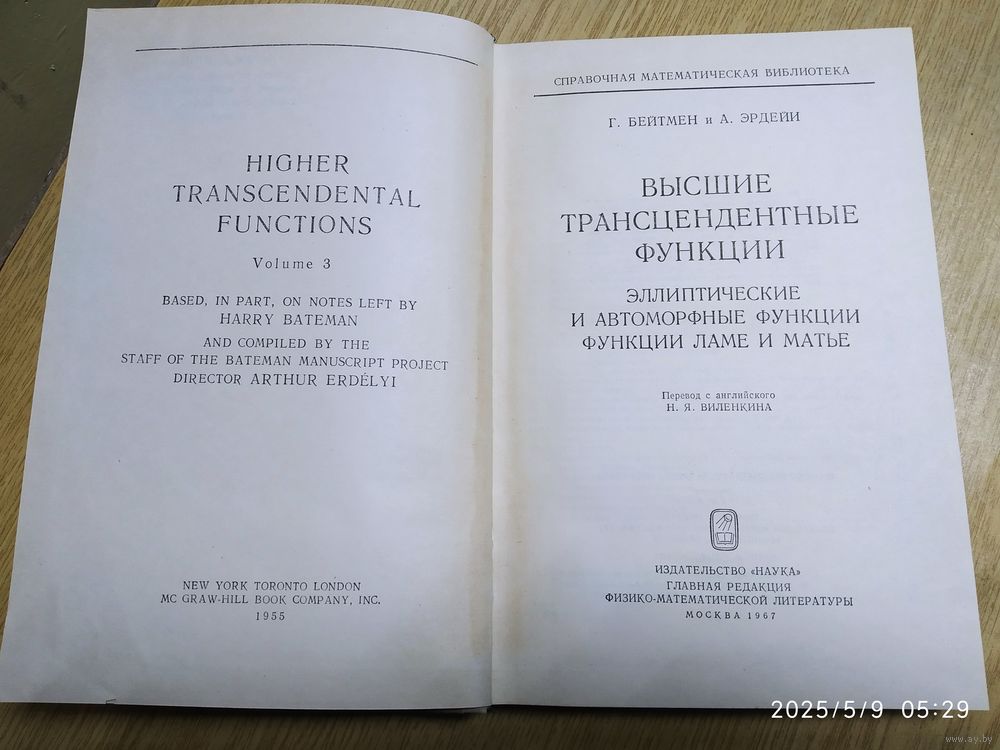 HIGHER
TRANSCENDENTAL
FUNCTIONS
Volume 3
BASED, IN PART, ON NOTES LEFT BY
HARRY BATEMAN
AND COMPILED BY THE
STAFF OF THE BATEMAN MANUSCRIPT PROJECT
DIRECTOR ARTHUR ERDÉLYI
NEW YORK TORONTO LONDON
MC GRAW-HILL BOOK COMPANY, INC.
1955
СПРАВОЧНАЯ МАТЕМАТИЧЕСКАЯ БИБЛИОТЕКА
Г. БЕЙТМЕН и А. ЭРДЕЙИ
ВЫСШИЕ
ТРАНСЦЕНДЕНТНЫЕ
ФУНКЦИИ
ЭЛЛИПТИЧЕСКИЕ
И АВТОМОРФНЫЕ ФУНКЦИИ
ФУНКЦИИ ЛАМЕ И МАТЬЕ
Перевод с английского
Н. Я. ВИЛЕНКИНА
ИЗДАТЕЛЬСТВО «НАУКА»
ГЛАВНАЯ РЕДАКЦИЯ
ФИЗИКО-МАТЕМАТИЧЕСКОЙ ЛИТЕРАТУРЫ
МОСКВА 1967
2025/5/9 05:29
www.ay.by